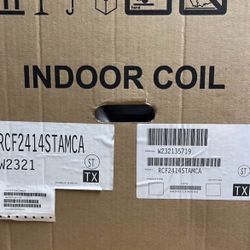 INDOOR COIL
RCF2414STAMCA
W2321
ST
TX
W232135719
RCF2414STAMCA
ST
TX